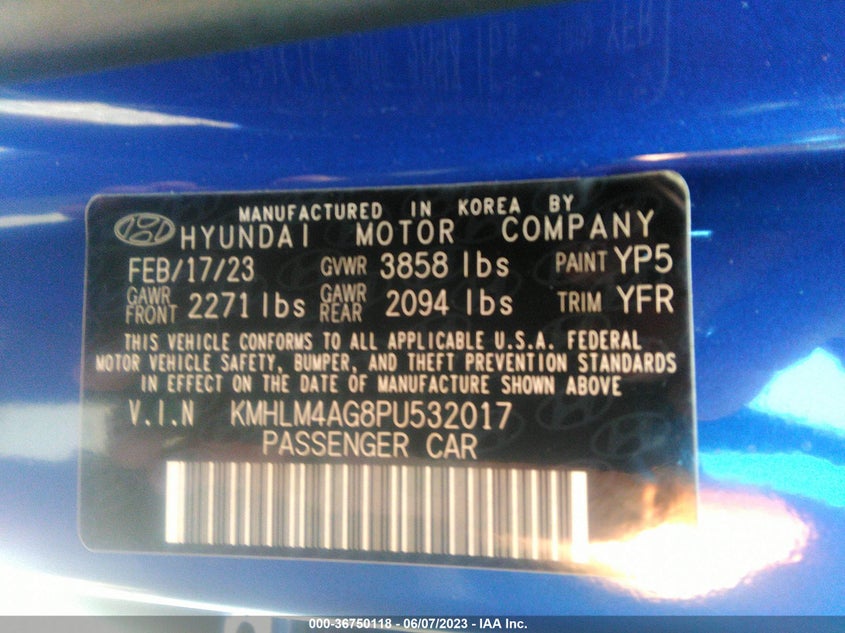 MANUFACTURED IN KOREA BY
HYUNDAI MOTOR COMPANY
FEB/17/23 GVWR 3858 lbs PAINT YP5
GAWR FRONT 2271 lbs GAWR REAR 2094 lbs TRIM YFR
THIS VEHICLE CONFORMS TO ALL APPLICABLE U.S.A. FEDERAL
MOTOR VEHICLE SAFETY, BUMPER, AND THEFT PREVENTION STANDARDS
IN EFFECT ON THE DATE OF MANUFACTURE SHOWN ABOVE
V.I.N KMHLM4AG8PU532017
PASSENGER CAR
000-36750118 - 06/07/2023 - IAA Inc.